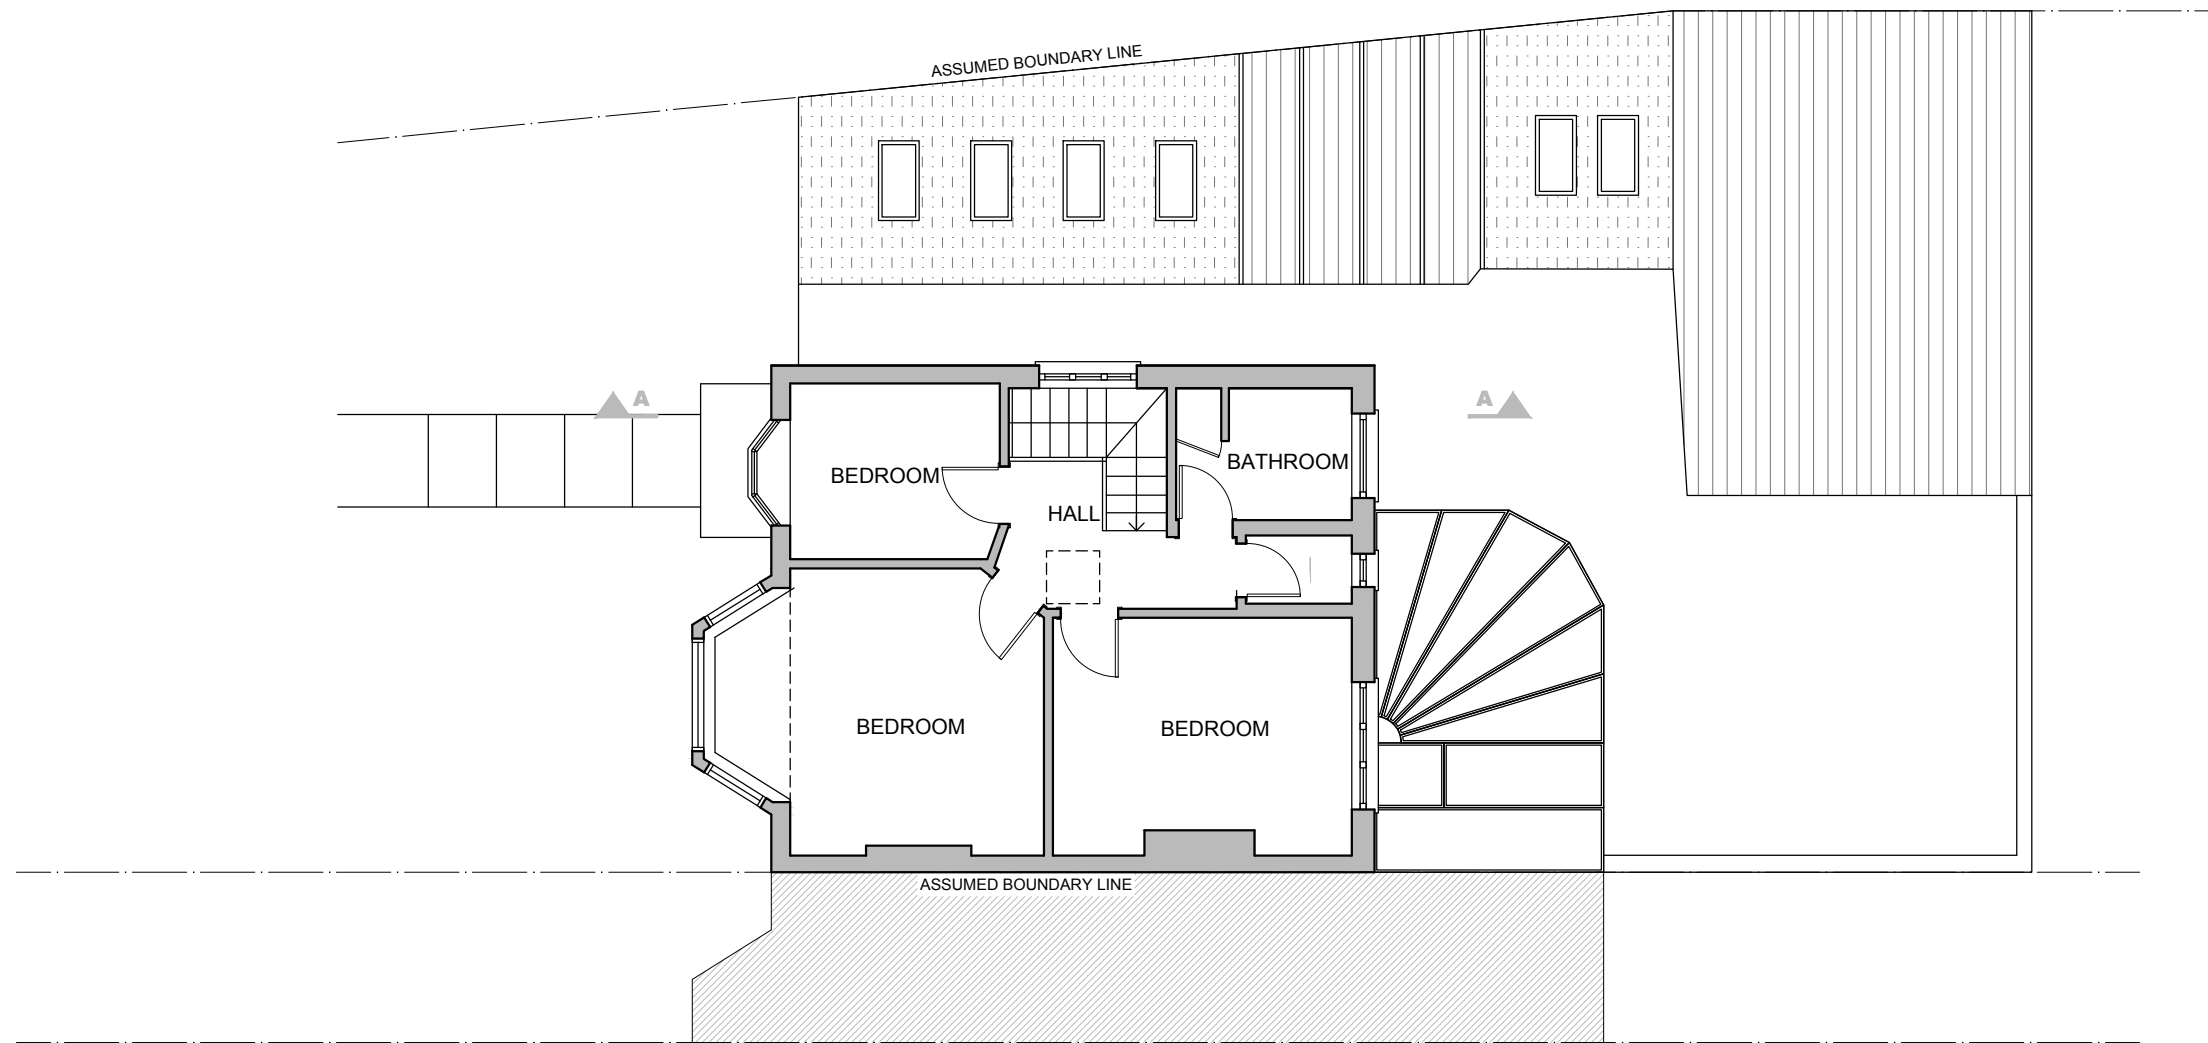 ASSUMED BOUNDARY LINE
A
A
BEDROOM
BATHROOM
HALL
BEDROOM
BEDROOM
ASSUMED BOUNDARY LINE